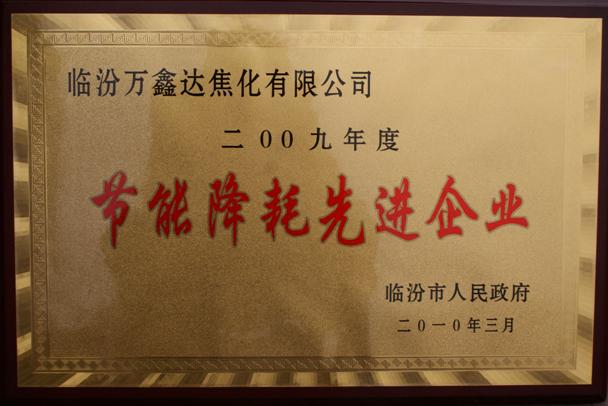 临汾万鑫达焦化有限公司
二00九年度
节能降耗先进企业
临汾市人民政府
二0一0年三月